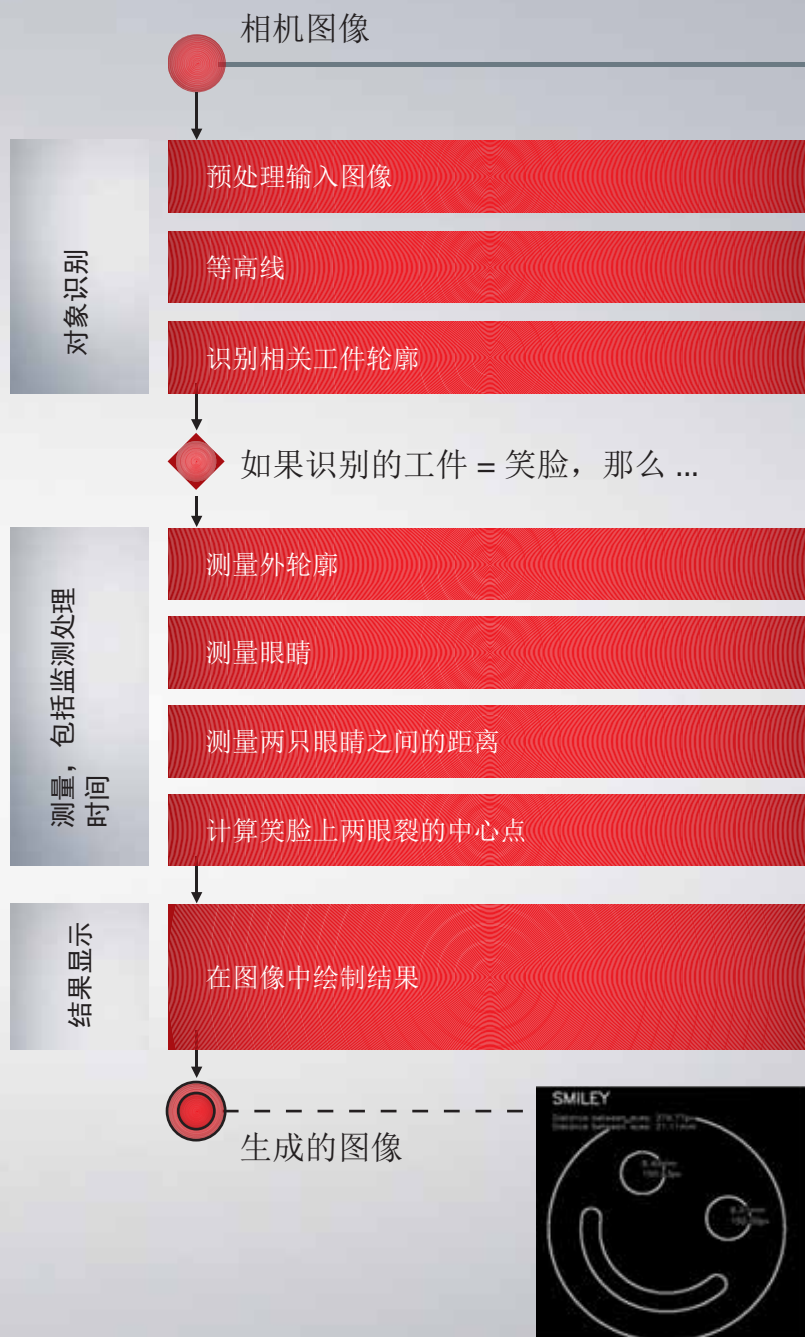 相机图像
对象识别
预处理输入图像
等高线
识别相关工件轮廓
如果识别的工件 = 笑脸，那么 ...
测量，包括监测处理
时间
测量外轮廓
测量眼睛
测量两只眼睛之间的距离
计算笑脸上两眼裂的中心点
结果显示
在图像中绘制结果
生成的图像
SMILEY